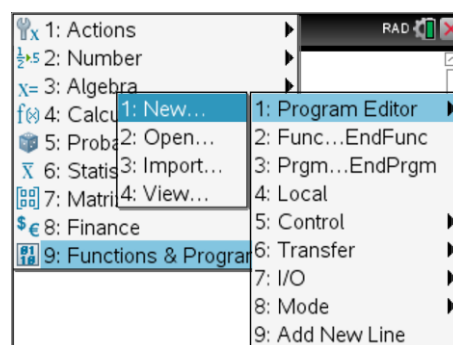 1: Actions
RAD
2: Number
x= 3: Algebra
f(x) 4: Calcu
5: Proba
x̅ 6: Statis
7: Matri
$€ 8: Finance
9: Functions & Progra
1: New...
2: Open...
3: Import...
4: View...
1: Program Editor
2: Func...EndFunc
3: Prgm...EndPrgm
4: Local
5: Control
6: Transfer
7: I/O
8: Mode
9: Add New Line